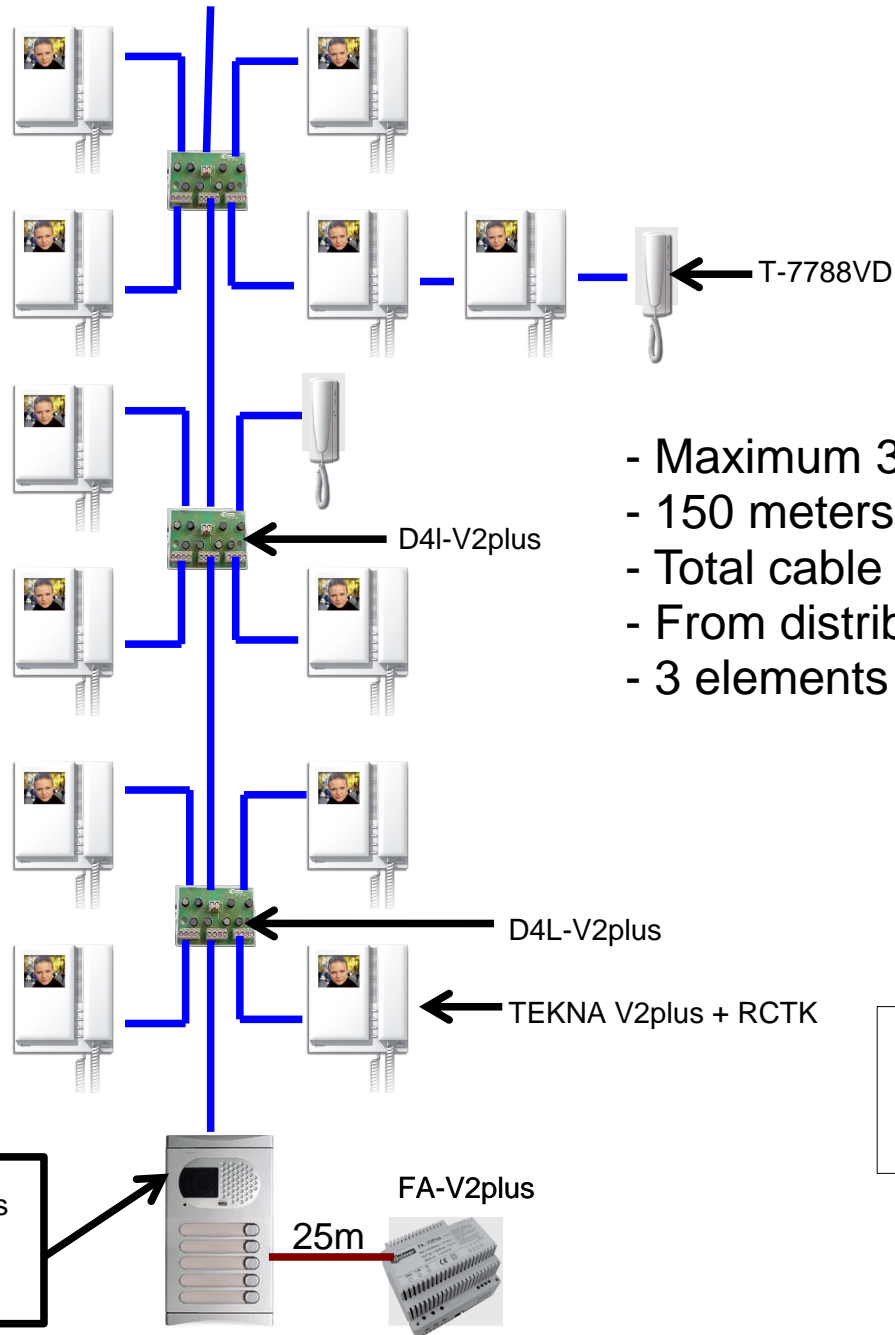 T-7788VD
- Maximum 3
- 150 meters
- Total cable
- From distrib
- 3 elements
D4l-V2plus
D4L-V2plus
TEKNA V2plus + RCTK
s
FA-V2plus
25m